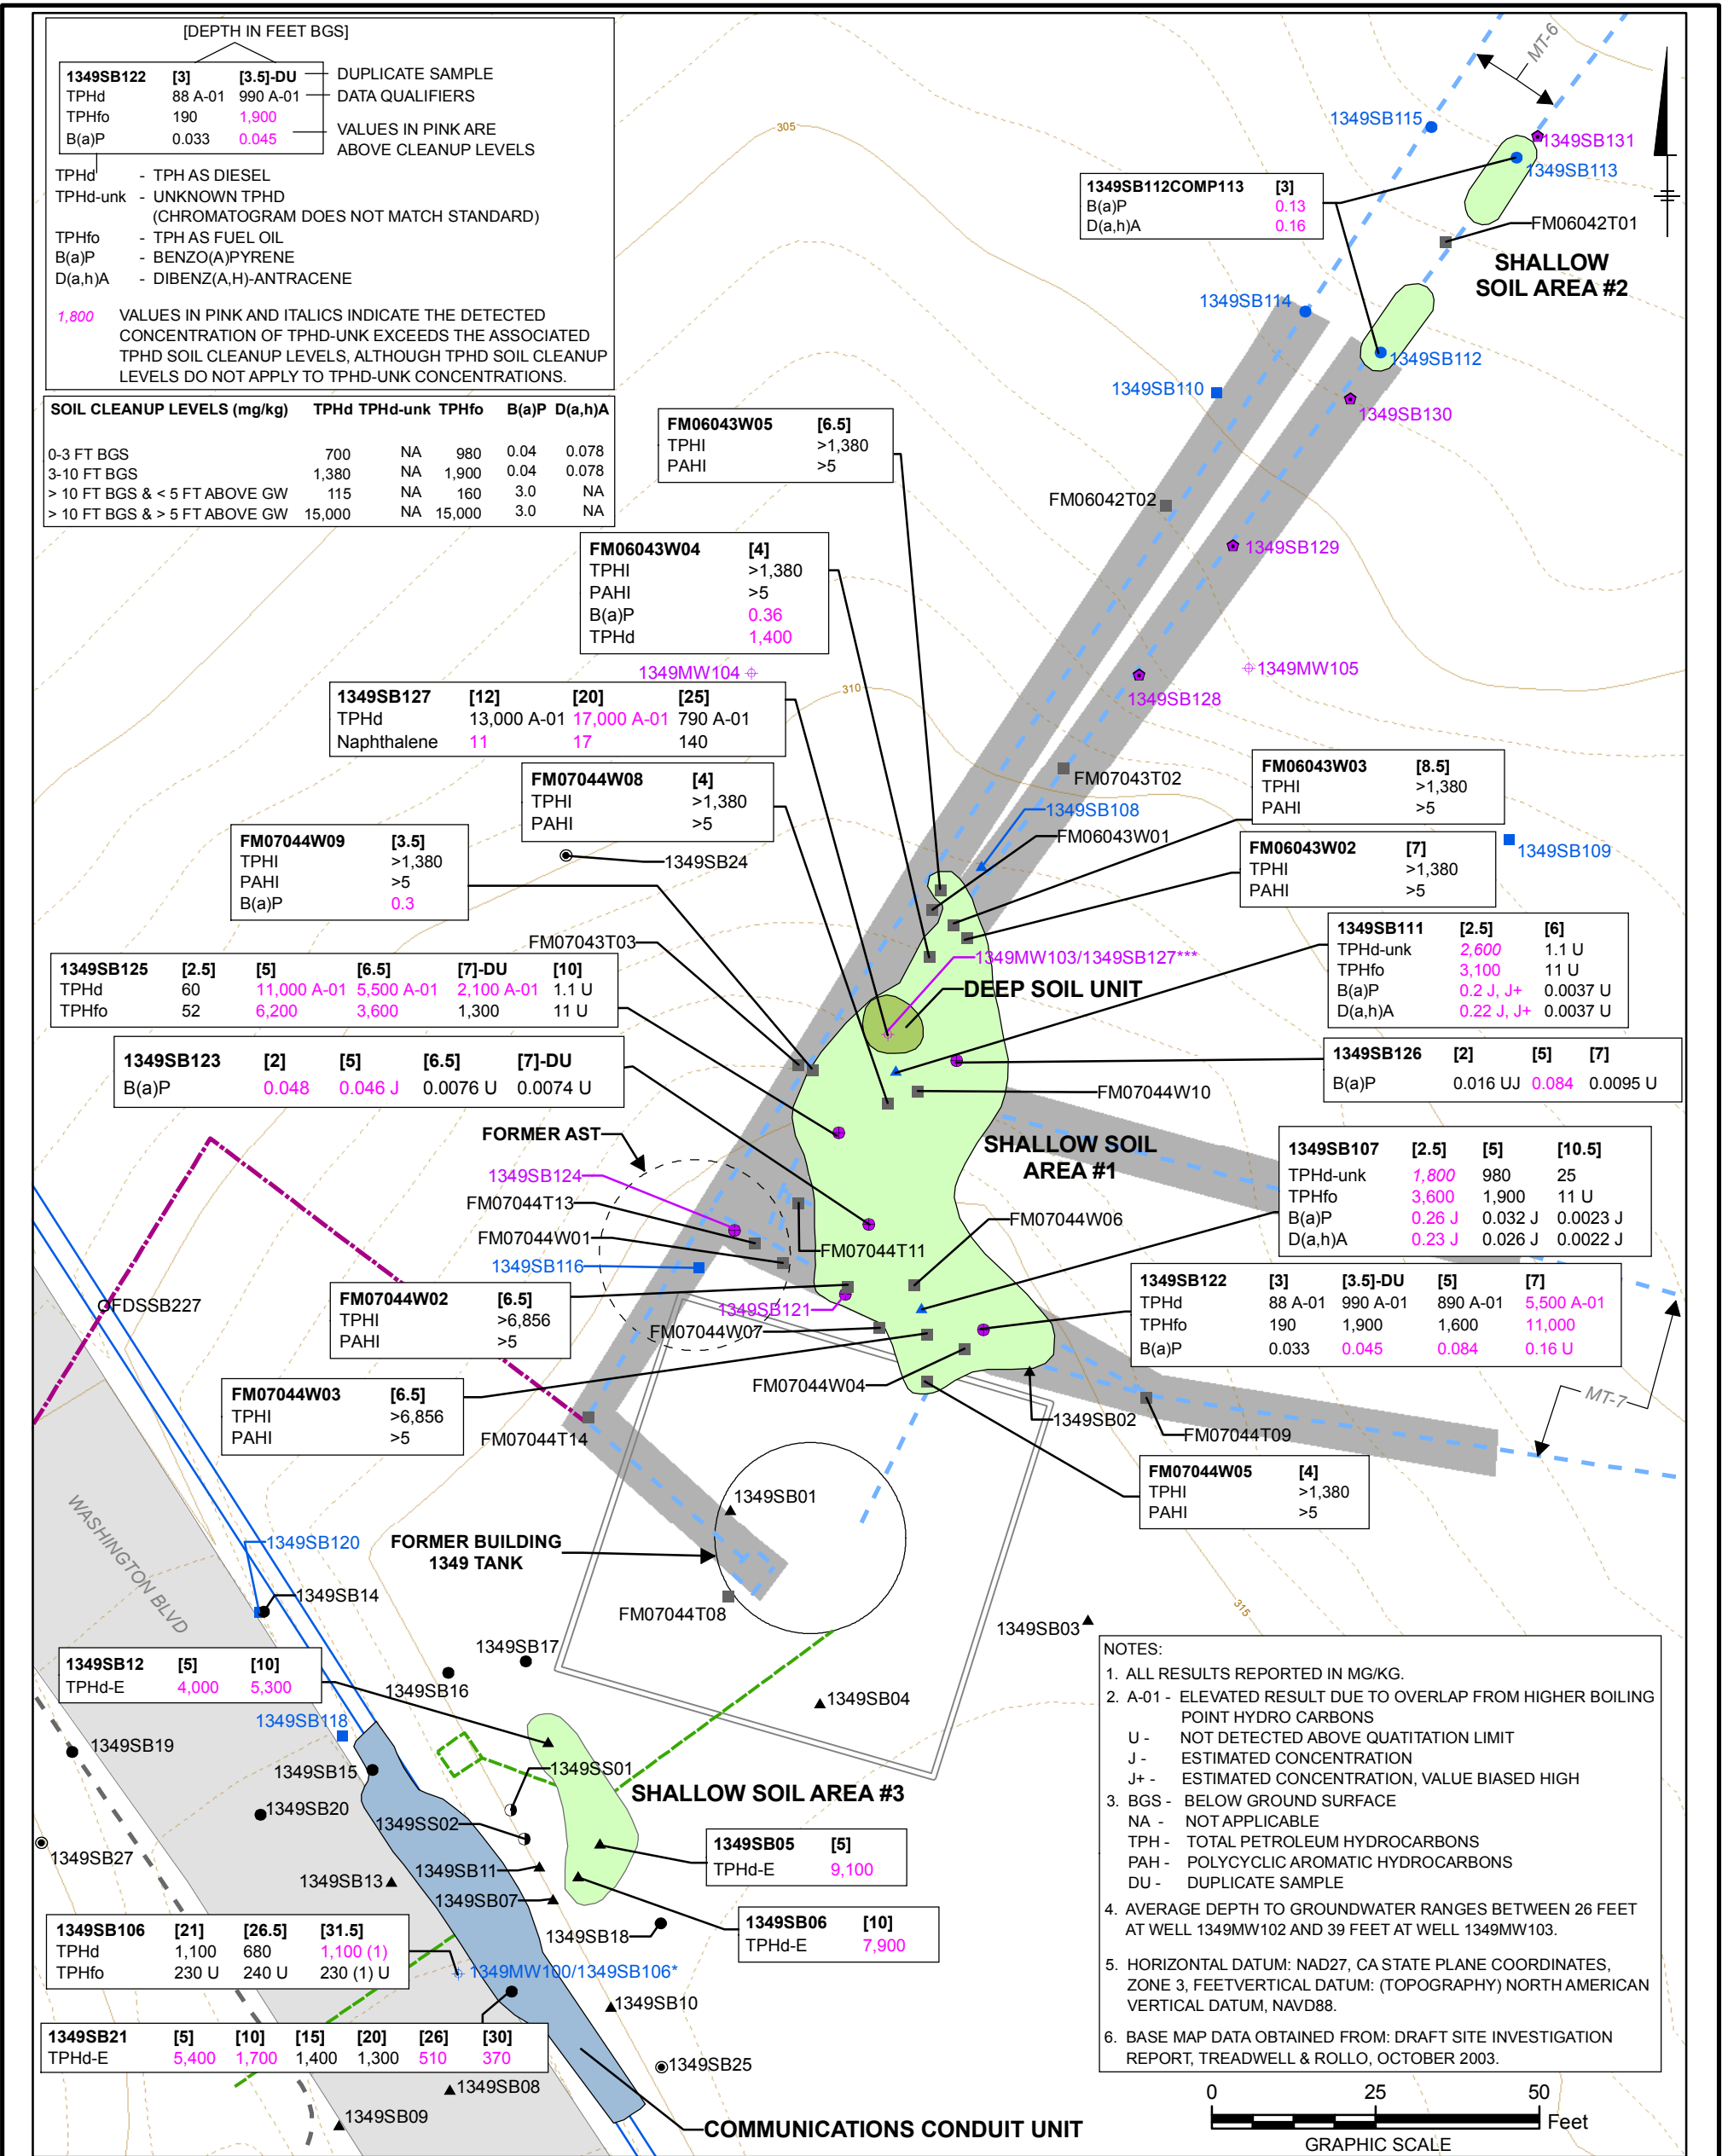 [DEPTH IN FEET BGS]
1349SB122 [3] [3.5]-DU DUPLICATE SAMPLE
TPHd 88 A-01 990 A-01 DATA QUALIFIERS
TPHfo 190 1,900
B(a)P 0.033 0.045
VALUES IN PINK ARE
ABOVE CLEANUP LEVELS
TPHd - TPH AS DIESEL
TPHd-unk - UNKNOWN TPHD
(CHROMATOGRAM DOES NOT MATCH STANDARD)
TPHfo - TPH AS FUEL OIL
B(a)P - BENZO(A)PYRENE
D(a,h)A - DIBENZ(A,H)-ANTRACENE
1,800 VALUES IN PINK AND ITALICS INDICATE THE DETECTED
CONCENTRATION OF TPHD-UNK EXCEEDS THE ASSOCIATED
TPHD SOIL CLEANUP LEVELS, ALTHOUGH TPHD SOIL CLEANUP
LEVELS DO NOT APPLY TO TPHD-UNK CONCENTRATIONS.
SOIL CLEANUP LEVELS (mg/kg) TPHd TPHd-unk TPHfo B(a)P D(a,h)A
0-3 FT BGS 700 NA 980 0.04 0.078
3-10 FT BGS 1,380 NA 1,900 0.04 0.078
> 10 FT BGS & < 5 FT ABOVE GW 115 NA 160 3.0 NA
> 10 FT BGS & > 5 FT ABOVE GW 15,000 NA 15,000 3.0 NA
305
MT-6
1349SB115
1349SB131
1349SB113
1349SB112COMP113 [3]
B(a)P 0.13
D(a,h)A 0.16
FM06042T01
SHALLOW
SOIL AREA #2
1349SB114
1349SB112
1349SB110
1349SB130
FM06043W05 [6.5]
TPHI >1,380
PAHI >5
FM06042T02
1349SB129
FM06043W04 [4]
TPHI >1,380
PAHI >5
B(a)P 0.36
TPHd 1,400
1349MW104
1349MW105
310
1349SB128
1349SB127 [12] [20] [25]
TPHd 13,000 A-01 17,000 A-01 790 A-01
Naphthalene 11 17 140
FM07044W08 [4]
TPHI >1,380
PAHI >5
FM07043T02
FM06043W03 [8.5]
TPHI >1,380
PAHI >5
1349SB108
FM06043W01
FM07044W09 [3.5]
TPHI >1,380
PAHI >5
B(a)P 0.3
1349SB24
FM06043W02 [7]
TPHI >1,380
PAHI >5
1349SB109
1349SB111 [2.5] [6]
TPHd-unk 2,600 1.1 U
TPHfo 3,100 11 U
B(a)P 0.2 J, J+ 0.0037 U
D(a,h)A 0.22 J, J+ 0.0037 U
FM07043T03
1349MW103/1349SB127***
DEEP SOIL UNIT
1349SB125 [2.5] [5] [6.5] [7]-DU [10]
TPHd 60 11,000 A-01 5,500 A-01 2,100 A-01 1.1 U
TPHfo 52 6,200 3,600 1,300 11 U
1349SB123 [2] [5] [6.5] [7]-DU
B(a)P 0.048 0.046 J 0.0076 U 0.0074 U
1349SB126 [2] [5] [7]
B(a)P 0.016 UJ 0.084 0.0095 U
FM07044W10
FORMER AST
SHALLOW SOIL
AREA #1
1349SB107 [2.5] [5] [10.5]
TPHd-unk 1,800 980 25
TPHfo 3,600 1,900 11 U
B(a)P 0.26 J 0.032 J 0.0023 J
D(a,h)A 0.23 J 0.026 J 0.0022 J
1349SB124
FM07044T13
FM07044W01
FM07044W06
FM07044T11
1349SB116
1349SB122 [3] [3.5]-DU [5] [7]
TPHd 88 A-01 990 A-01 890 A-01 5,500 A-01
TPHfo 190 1,900 1,600 11,000
B(a)P 0.033 0.045 0.084 0.16 U
FM07044W02 [6.5]
TPHI >6,856
PAHI >5
1349SB121
FM07044W07
GFDSSB227
FM07044W03 [6.5]
TPHI >6,856
PAHI >5
FM07044W04
MT-7
1349SB02
FM07044T09
FM07044T14
FM07044W05 [4]
TPHI >1,380
PAHI >5
1349SB01
WASHINGTON BLVD
FORMER BUILDING
1349 TANK
1349SB120
1349SB14
FM07044T08
315
1349SB03
1349SB17
1349SB12 [5] [10]
TPHd-E 4,000 5,300
1349SB16
1349SB04
1349SB118
1349SB19
1349SB15
1349SS01
SHALLOW SOIL AREA #3
1349SB20
1349SS02
1349SB27
1349SB11
1349SB05 [5]
TPHd-E 9,100
1349SB13
1349SB07
1349SB06 [10]
TPHd-E 7,900
1349SB18
1349SB106 [21] [26.5] [31.5]
TPHd 1,100 680 1,100 (1)
TPHfo 230 U 240 U 230 (1) U
1349MW100/1349SB106*
1349SB10
1349SB21 [5] [10] [15] [20] [26] [30]
TPHd-E 5,400 1,700 1,400 1,300 510 370
1349SB25
1349SB08
1349SB09
COMMUNICATIONS CONDUIT UNIT
NOTES:
1. ALL RESULTS REPORTED IN MG/KG.
2. A-01 - ELEVATED RESULT DUE TO OVERLAP FROM HIGHER BOILING
POINT HYDRO CARBONS
U - NOT DETECTED ABOVE QUATITATION LIMIT
J - ESTIMATED CONCENTRATION
J+ - ESTIMATED CONCENTRATION, VALUE BIASED HIGH
3. BGS - BELOW GROUND SURFACE
NA - NOT APPLICABLE
TPH - TOTAL PETROLEUM HYDROCARBONS
PAH - POLYCYCLIC AROMATIC HYDROCARBONS
DU - DUPLICATE SAMPLE
4. AVERAGE DEPTH TO GROUNDWATER RANGES BETWEEN 26 FEET
AT WELL 1349MW102 AND 39 FEET AT WELL 1349MW103.
5. HORIZONTAL DATUM: NAD27, CA STATE PLANE COORDINATES,
ZONE 3, FEETVERTICAL DATUM: (TOPOGRAPHY) NORTH AMERICAN
VERTICAL DATUM, NAVD88.
6. BASE MAP DATA OBTAINED FROM: DRAFT SITE INVESTIGATION
REPORT, TREADWELL & ROLLO, OCTOBER 2003.
0 25 50
Feet
GRAPHIC SCALE